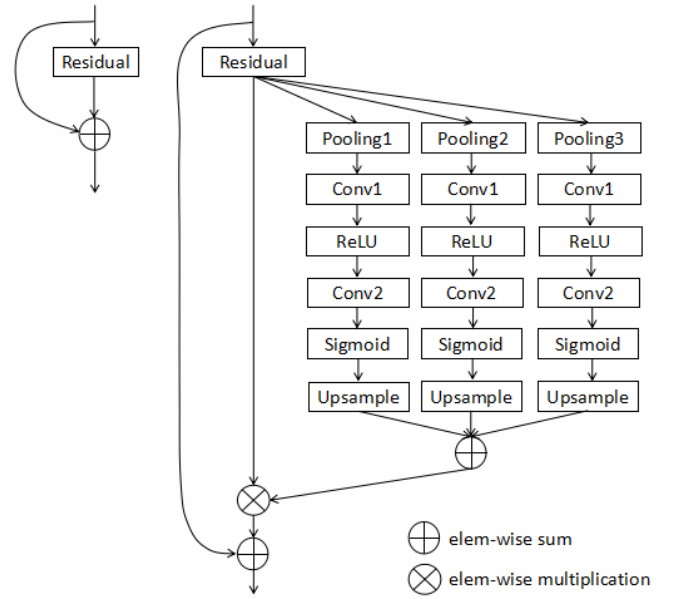 Residual
Residual
Pooling1 Pooling2 Pooling3
Conv1 Conv1 Conv1
ReLU ReLU ReLU
Conv2 Conv2 Conv2
Sigmoid Sigmoid Sigmoid
Upsample Upsample Upsample
elem-wise sum
elem-wise multiplication